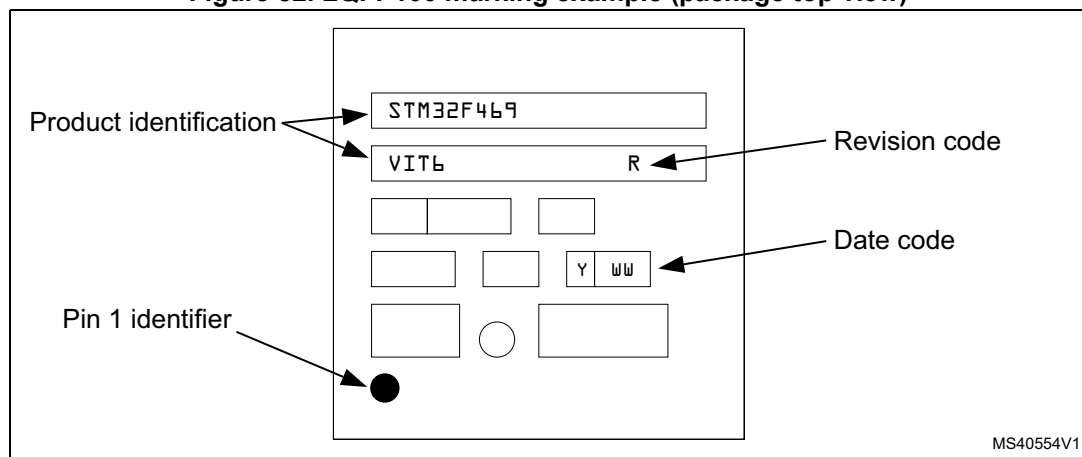 STM32F469
Product identification
VIT6 R
Revision code
Date code
Y WW
Pin 1 identifier
MS40554V1